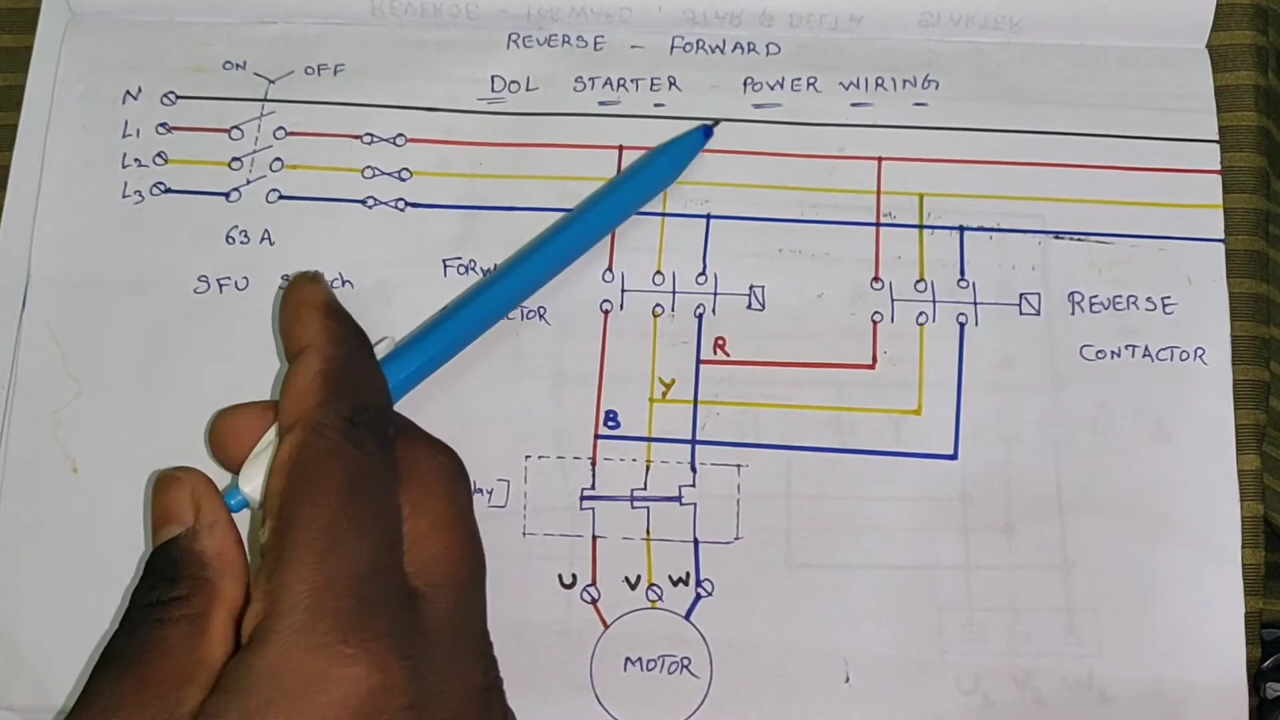 REVERSE - FORWARD
DOL STARTER - POWER WIRING
ON OFF
N
L1
L2
L3
63 A
SFU
REVERSE
CONTACTOR
R
Y
B
U V W
MOTOR